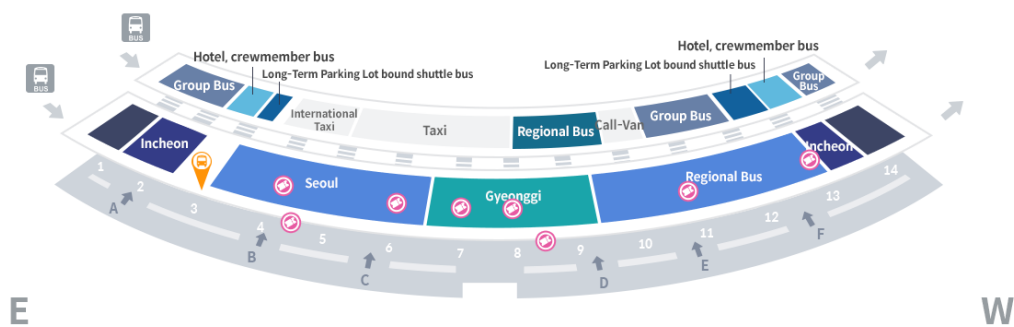 BUS
BUS
Hotel, crewmember bus
Long-Term Parking Lot bound shuttle bus
Hotel, crewmember bus
Long-Term Parking Lot bound shuttle bus
Group Bus
International
Taxi
Taxi
Regional Bus
Call-Van
Group Bus
Group
Bus
Incheon
Seoul
Gyeonggi
Regional Bus
Incheon
1
2
3
4
5
6
7
8
9
10
11
12
13
14
A
B
C
D
E
F
E
W